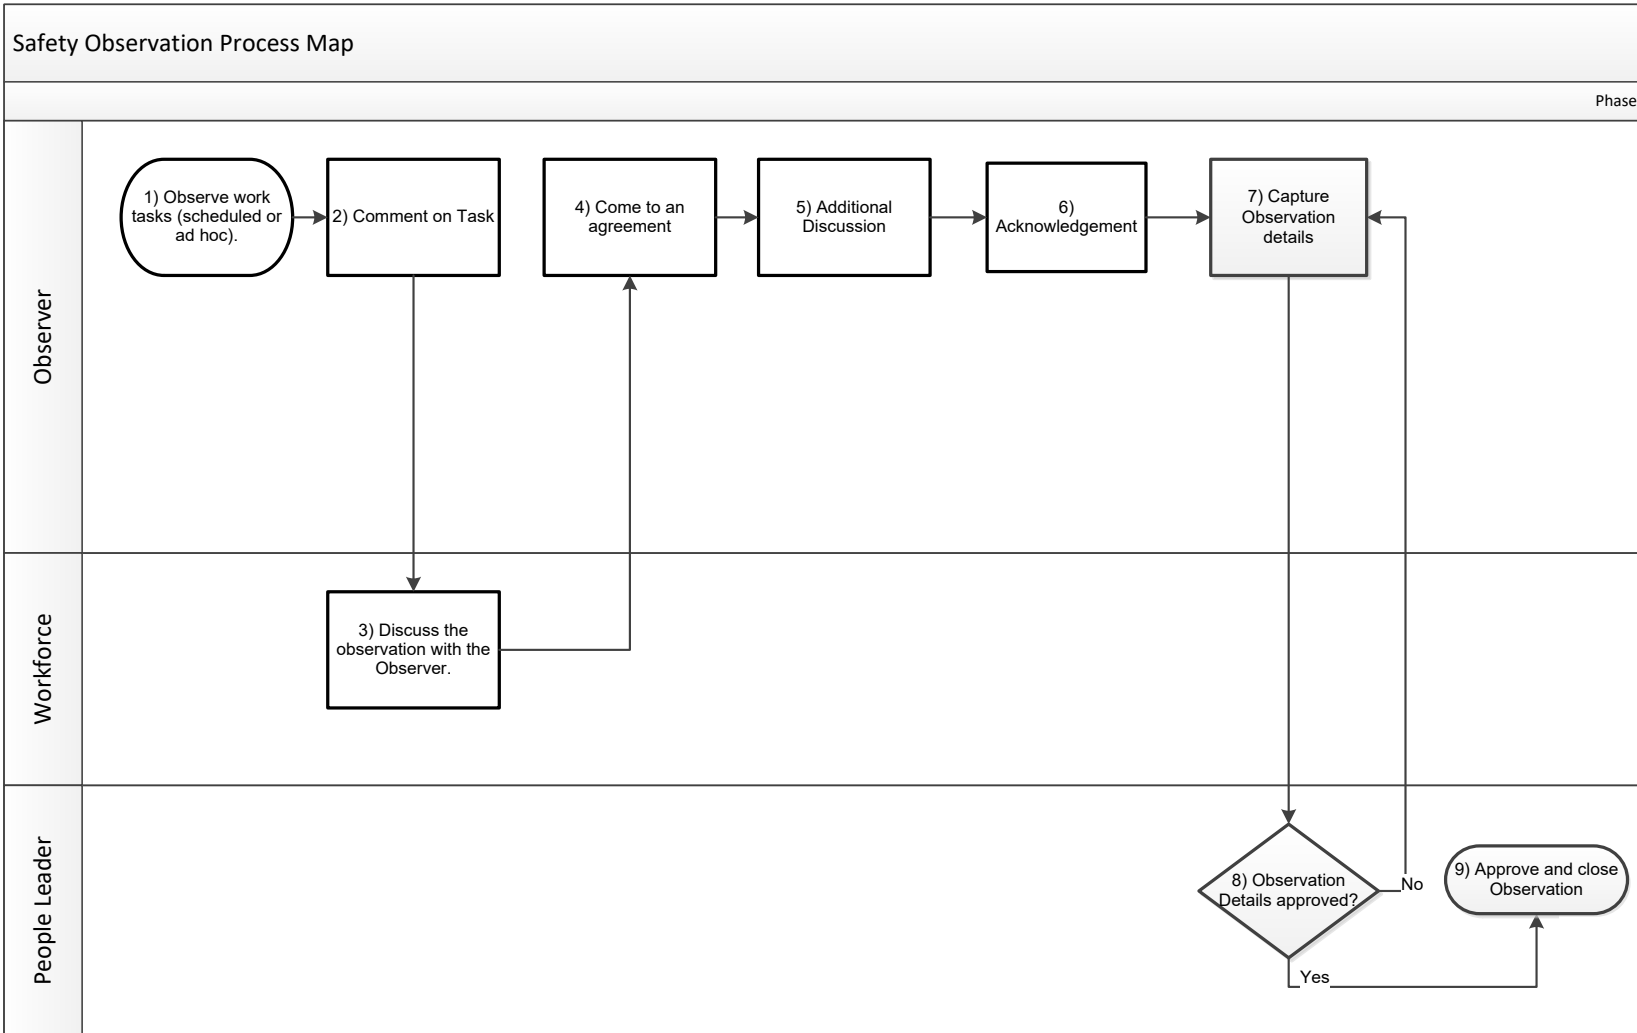 Safety Observation Process Map
Phase
Observer
1) Observe work
tasks (scheduled or
ad hoc).
2) Comment on Task
4) Come to an
agreement
5) Additional
Discussion
6)
Acknowledgement
7) Capture
Observation
details
Workforce
3) Discuss the
observation with the
Observer.
People Leader
8) Observation
Details approved?
No
Yes
9) Approve and close
Observation